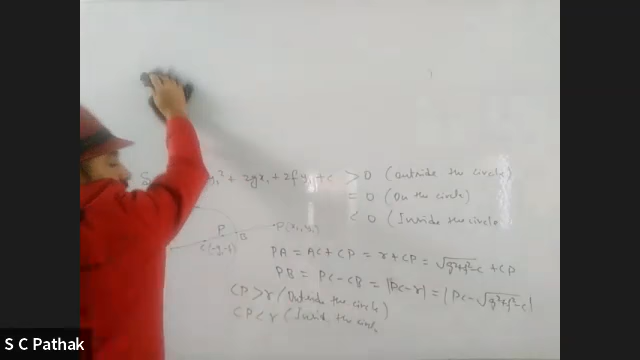 S₁ y₁² + 2gx₁ + 2fy₁ + c > 0 (outside the circle)
= 0 (On the circle)
< 0 (Inside the circle
P B P(x₁,y₁)
C(-g,-f)
PA = AC + CP = r + CP = √g²+f²-c + CP
PB = PC - CB = |PC-r| = |PC - √g²+f²-c|
CP > r (Outside the circle)
CP < r (Inside the circle
S C Pathak